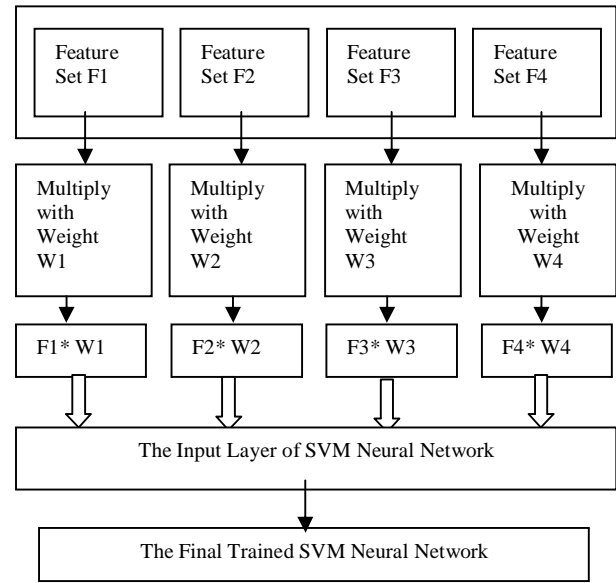 Feature
Set F1
Feature
Set F2
Feature
Set F3
Feature
Set F4
Multiply
with
Weight
W1
Multiply
with
Weight
W2
Multiply
with
Weight
W3
Multiply
with
Weight
W4
F1* W1
F2* W2
F3* W3
F4* W4
The Input Layer of SVM Neural Network
The Final Trained SVM Neural Network